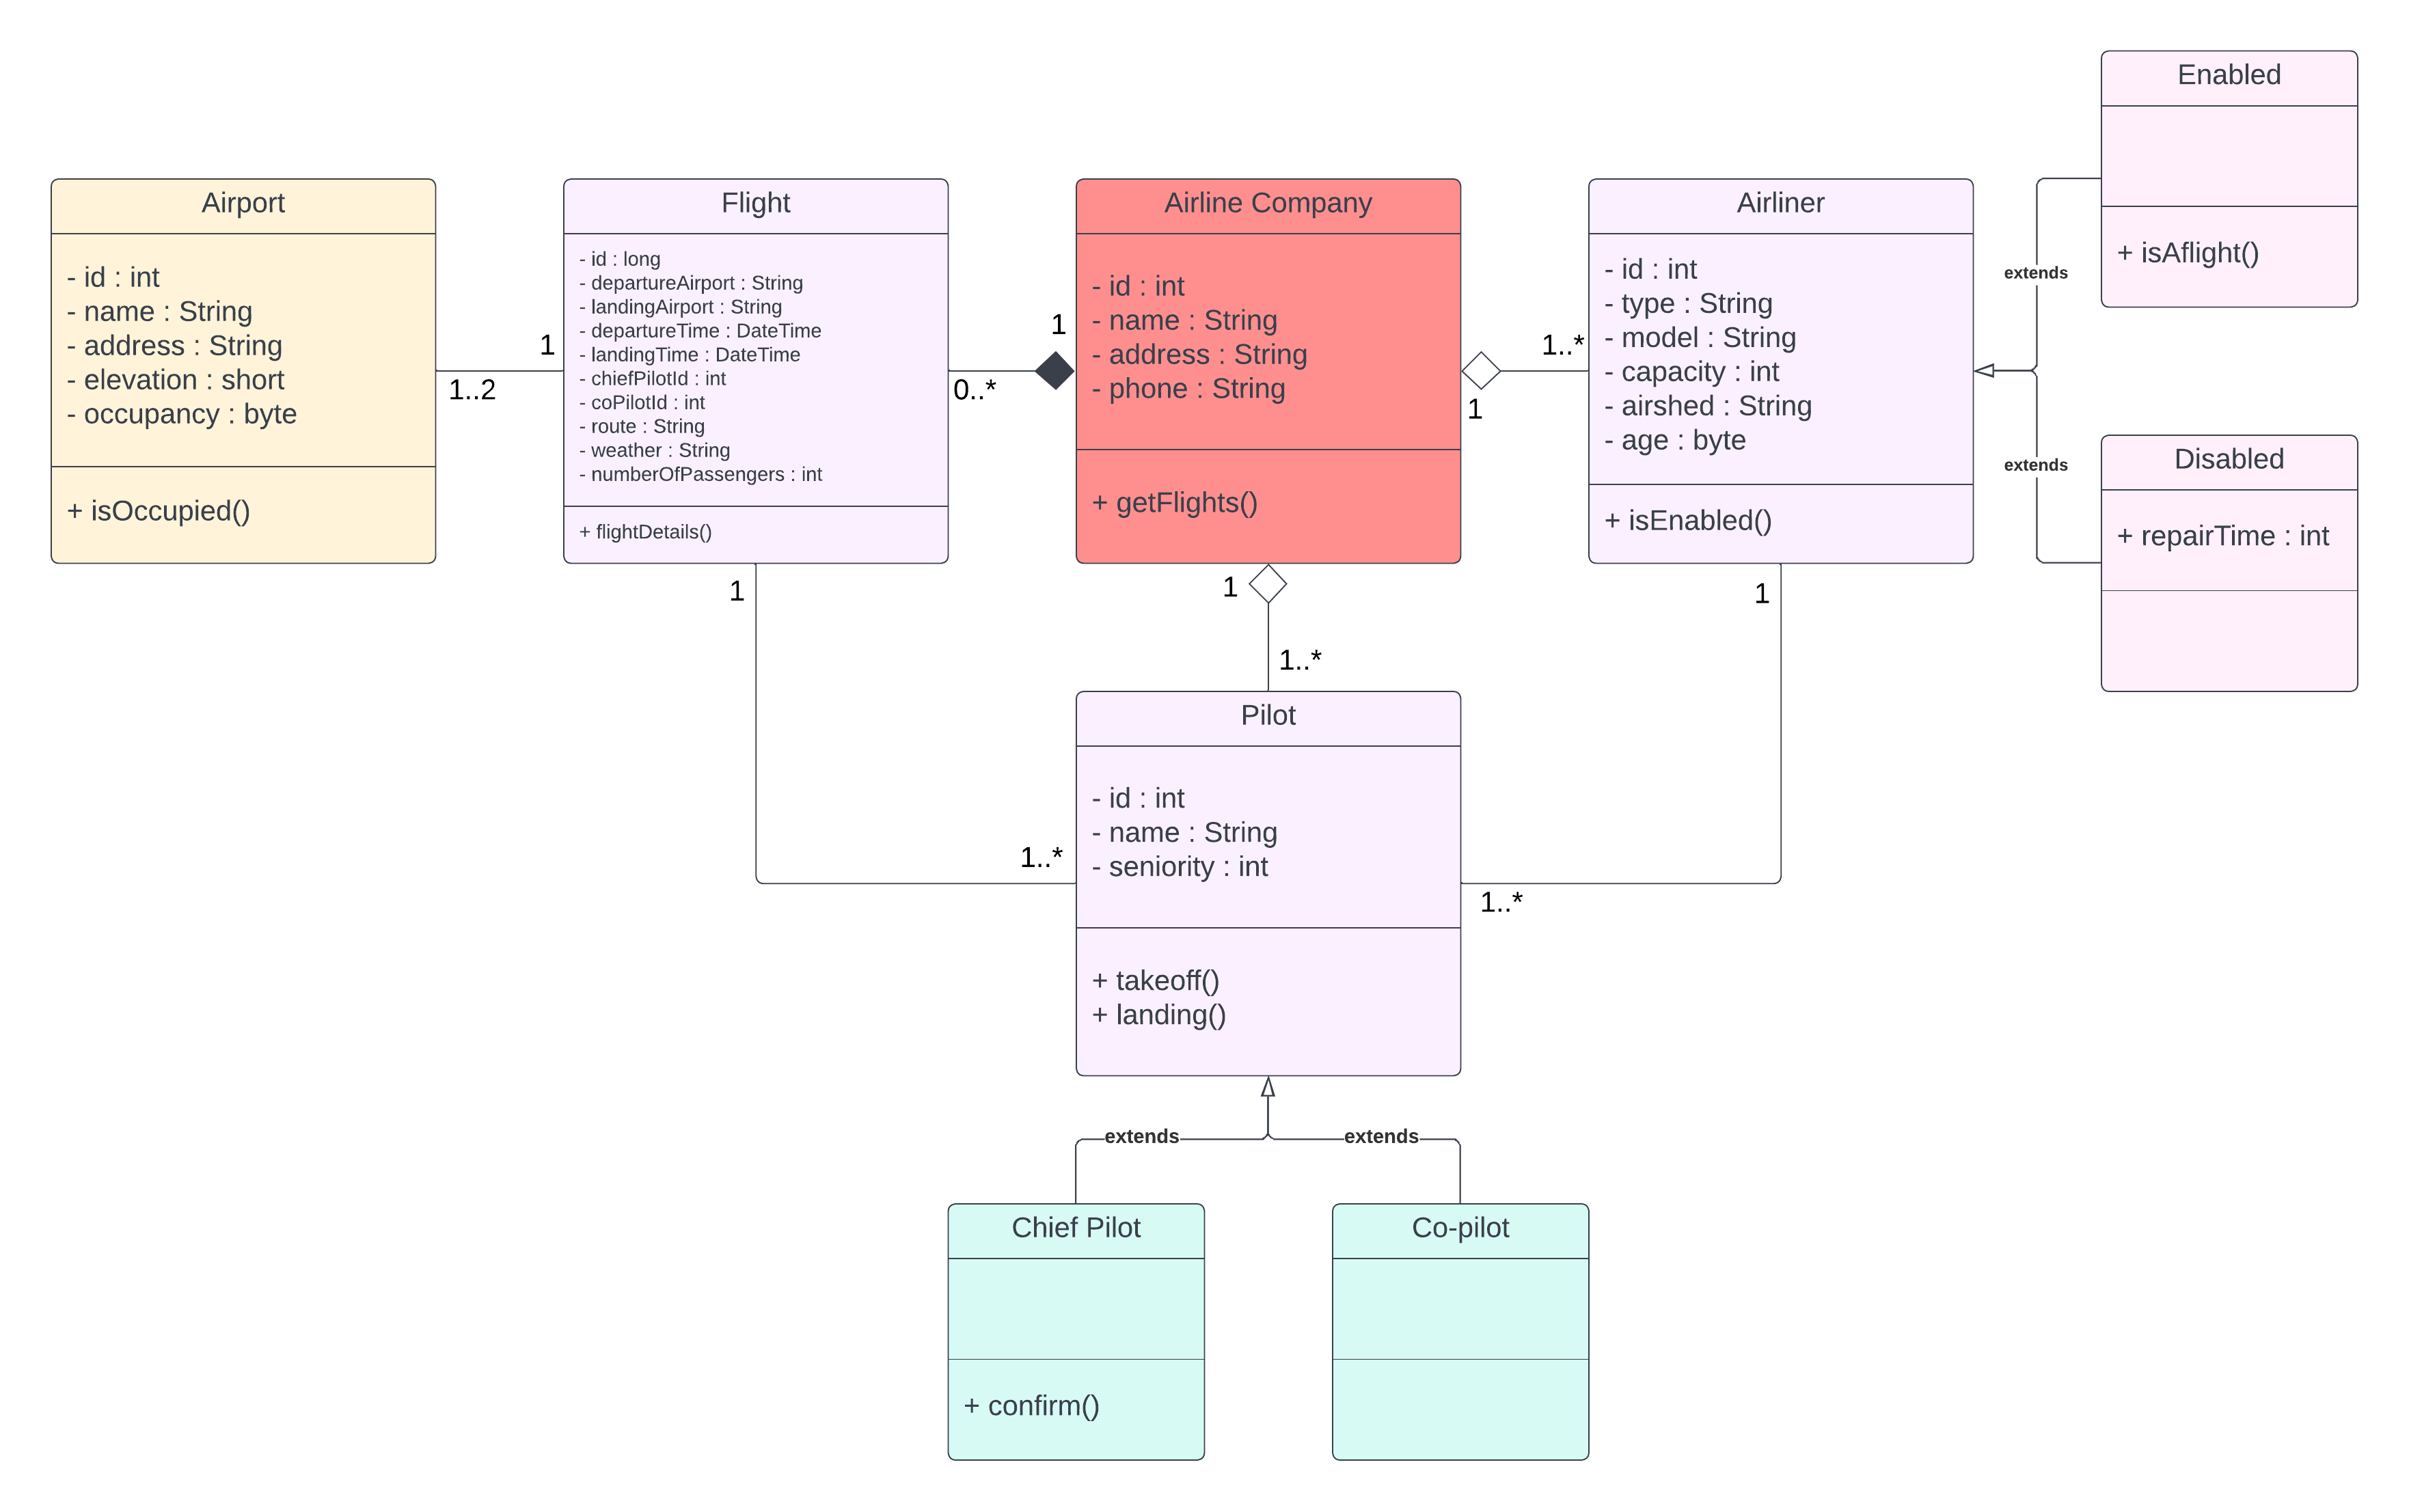 Airport
- id : int
- name : String
- address : String
- elevation : short
- occupancy : byte
+ isOccupied()
1
1..2
Flight
- id : long
- departureAirport : String
- landingAirport : String
- departureTime : DateTime
- landingTime : DateTime
- chiefPilotId : int
- coPilotId : int
- route : String
- weather : String
- numberOfPassengers : int
+ flightDetails()
1
0..*
Airline Company
- id : int
- name : String
- address : String
- phone : String
+ getFlights()
1..*
1
Airliner
- id : int
- type : String
- model : String
- capacity : int
- airshed : String
- age : byte
+ isEnabled()
extends
extends
Enabled
+ isAflight()
Disabled
+ repairTime : int
1
1
1
1..*
1..*
1..*
Pilot
- id : int
- name : String
- seniority : int
+ takeoff()
+ landing()
extends
extends
Chief Pilot
+ confirm()
Co-pilot